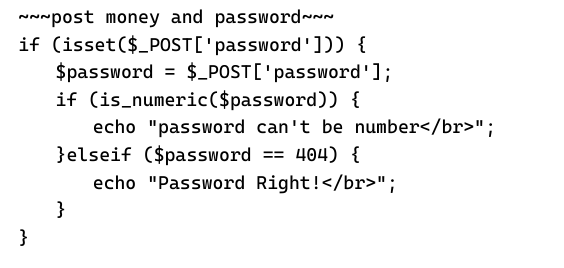 ~~~post money and password~~~
if (isset($_POST['password'])) {
    $password = $_POST['password'];
    if (is_numeric($password)) {
        echo "password can't be number</br>";
    }elseif ($password == 404) {
        echo "Password Right!</br>";
    }
}